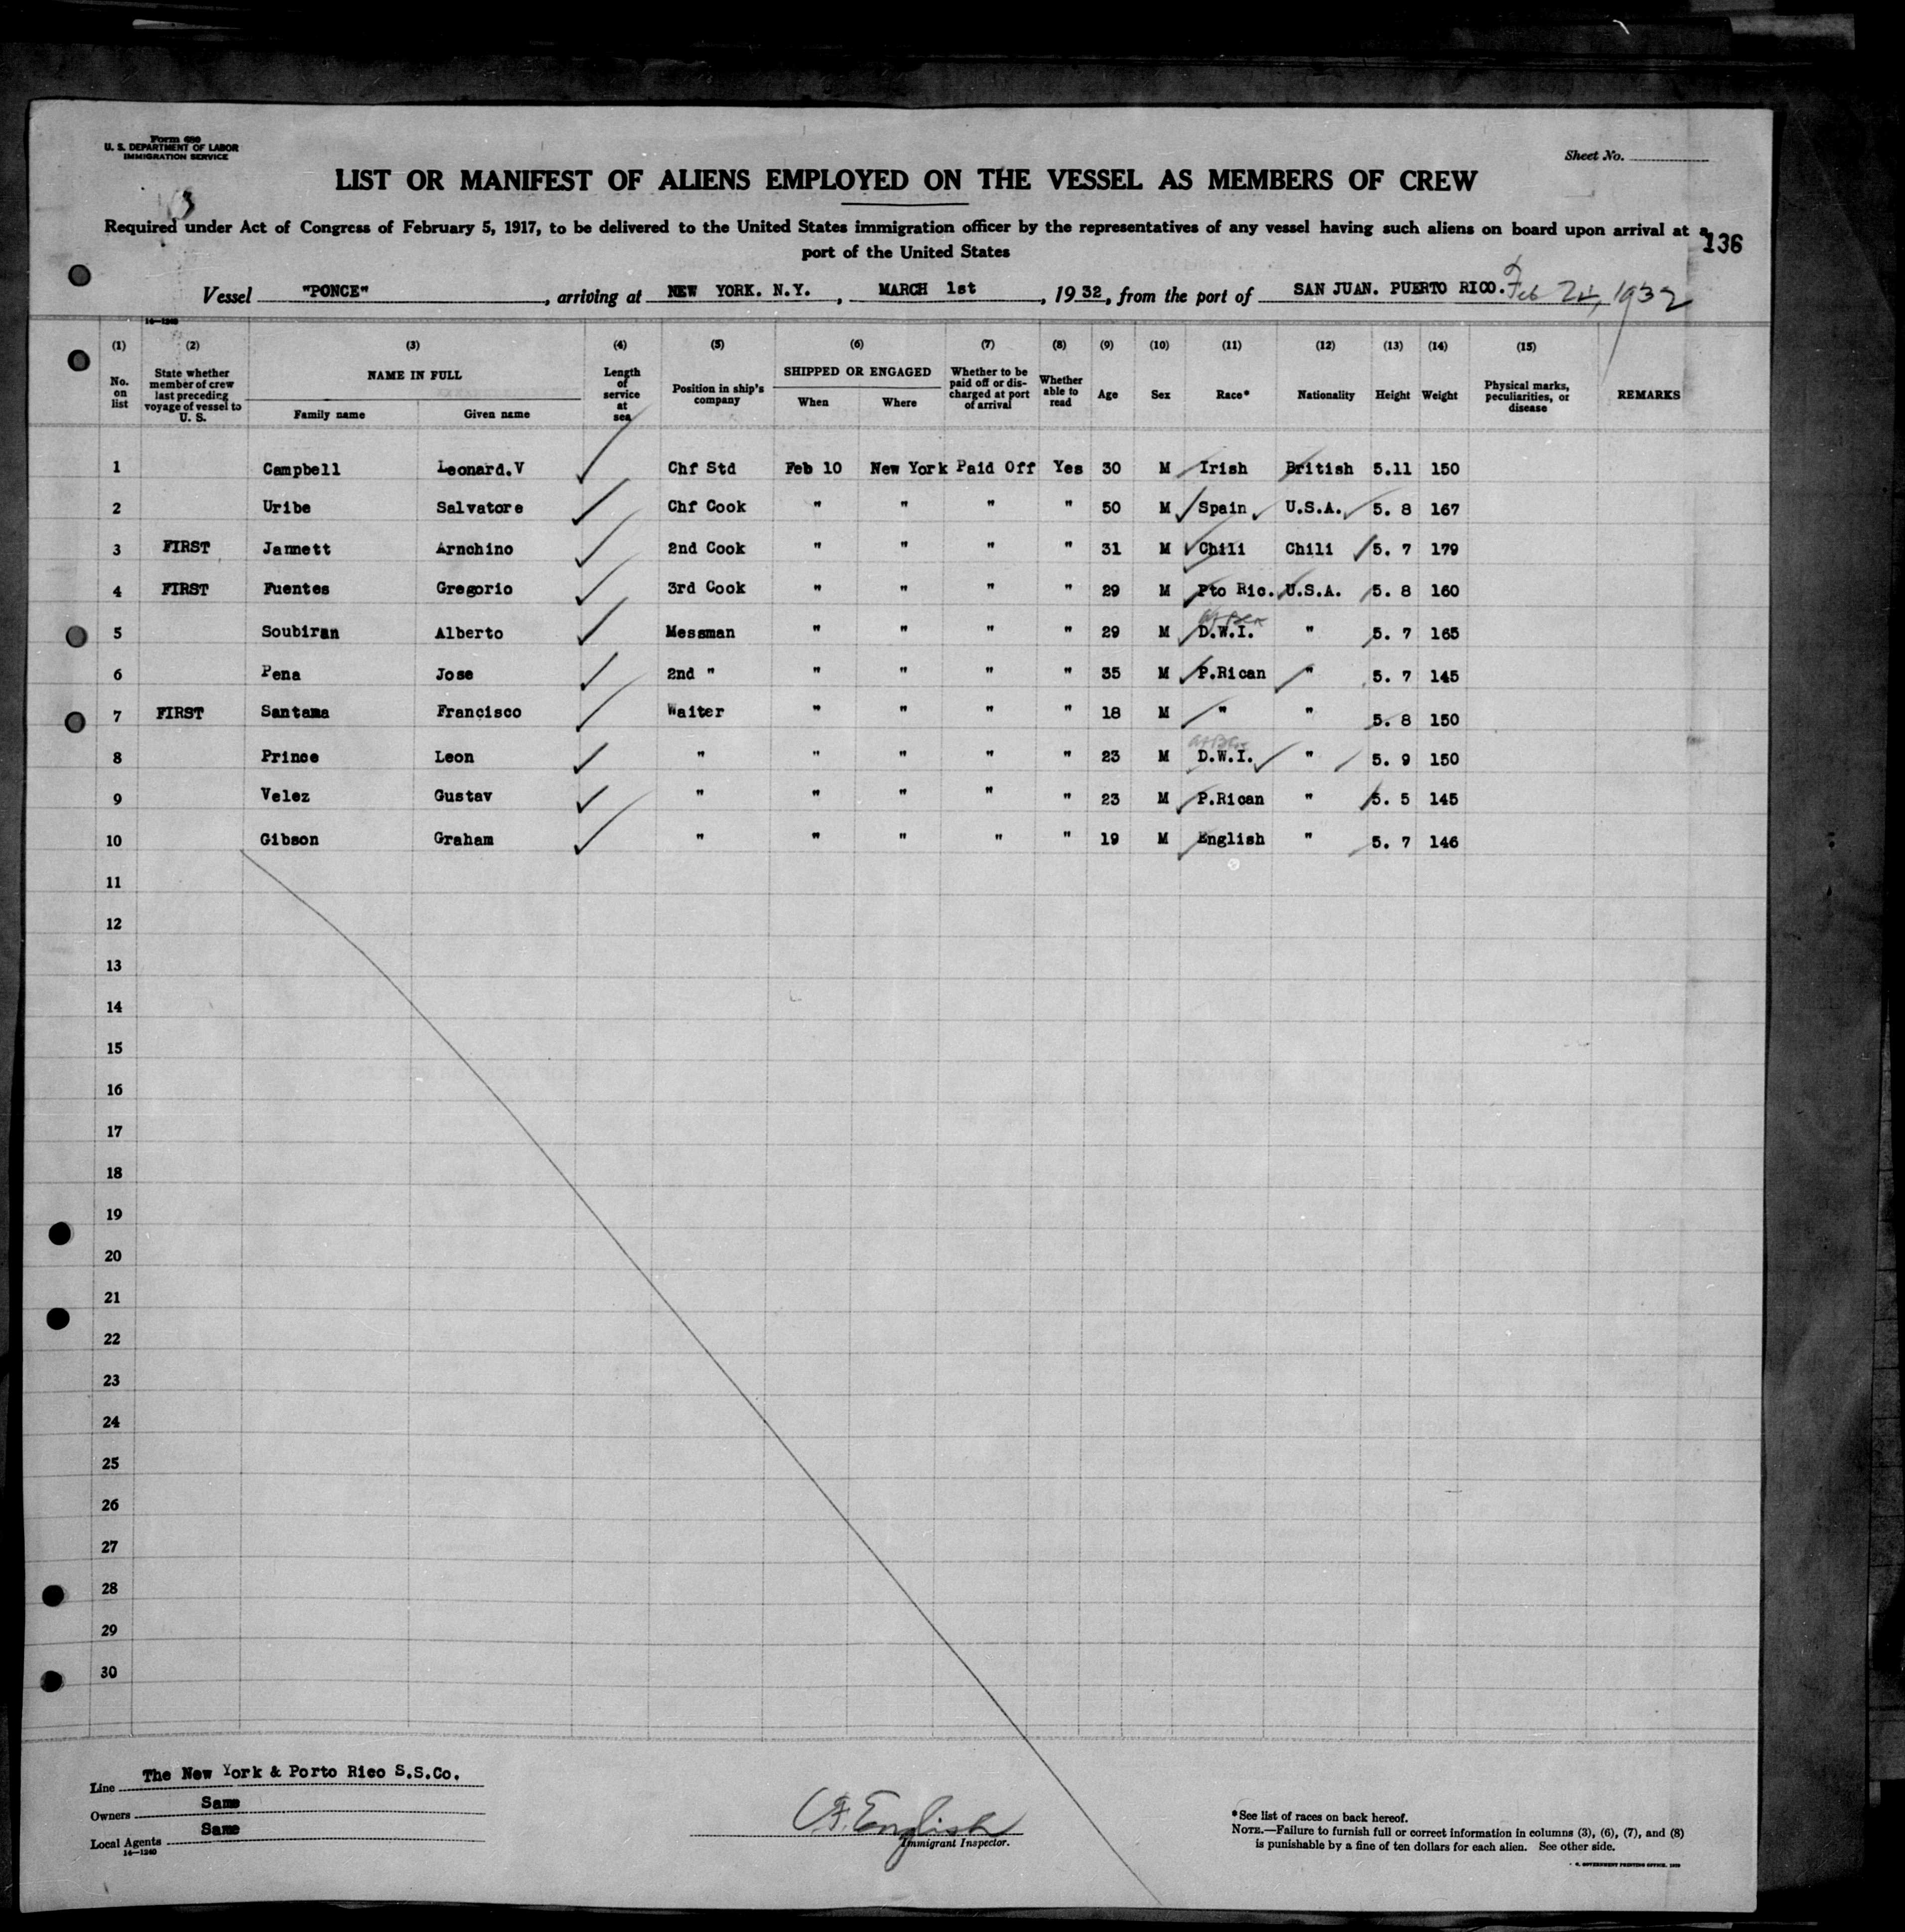 Form 680
U. S. DEPARTMENT OF LABOR
IMMIGRATION SERVICE
Sheet No.
LIST OR MANIFEST OF ALIENS EMPLOYED ON THE VESSEL AS MEMBERS OF CREW
3
Required under Act of Congress of February 5, 1917, to be delivered to the United States immigration officer by the representatives of any vessel having such aliens on board upon arrival at a
port of the United States
136
Vessel "PONCE", arriving at NEW YORK. N.Y., MARCH 1st, 1932, from the port of SAN JUAN. PUERTO RICO. Feb 24, 1932
14—1240
(1) (2) (3) (4) (5) (6) (7) (8) (9) (10) (11) (12) (13) (14) (15)
No. on list State whether member of crew last preceding voyage of vessel to U. S. NAME IN FULL Family name Given name Length of service at sea Position in ship's company SHIPPED OR ENGAGED When Where Whether to be paid off or discharged at port of arrival Whether able to read Age Sex Race* Nationality Height Weight Physical marks, peculiarities, or disease REMARKS
1 Campbell Leonard.V Chf Std Feb 10 New York Paid Off Yes 30 M Irish British 5.11 150
2 Uribe Salvatore Chf Cook " " " " 50 M Spain U.S.A. 5. 8 167
3 FIRST Jannett Arnchino 2nd Cook " " " " 31 M Chili Chili 5. 7 179
4 FIRST Fuentes Gregorio 3rd Cook " " " " 29 M Pto Ric. U.S.A. 5. 8 160
5 Soubiran Alberto Messman " " " " 29 M D.W.I. " 5. 7 165
6 Pena Jose 2nd " " " " " 35 M P.Rican " 5. 7 145
7 FIRST Santana Francisco Waiter " " " " 18 M " " 5. 8 150
8 Prince Leon " " " " " 23 M D.W.I. " 5. 9 150
9 Velez Gustav " " " " " 23 M P.Rican " 5. 5 145
10 Gibson Graham " " " " " 19 M English " 5. 7 146
11
12
13
14
15
16
17
18
19
20
21
22
23
24
25
26
27
28
29
30
Line The New York & Porto Rico S.S.Co.
Owners Same
Local Agents Same
14—1240
English
Immigrant Inspector.
*See list of races on back hereof.
NOTE.—Failure to furnish full or correct information in columns (3), (6), (7), and (8)
is punishable by a fine of ten dollars for each alien. See other side.
GOVERNMENT PRINTING OFFICE